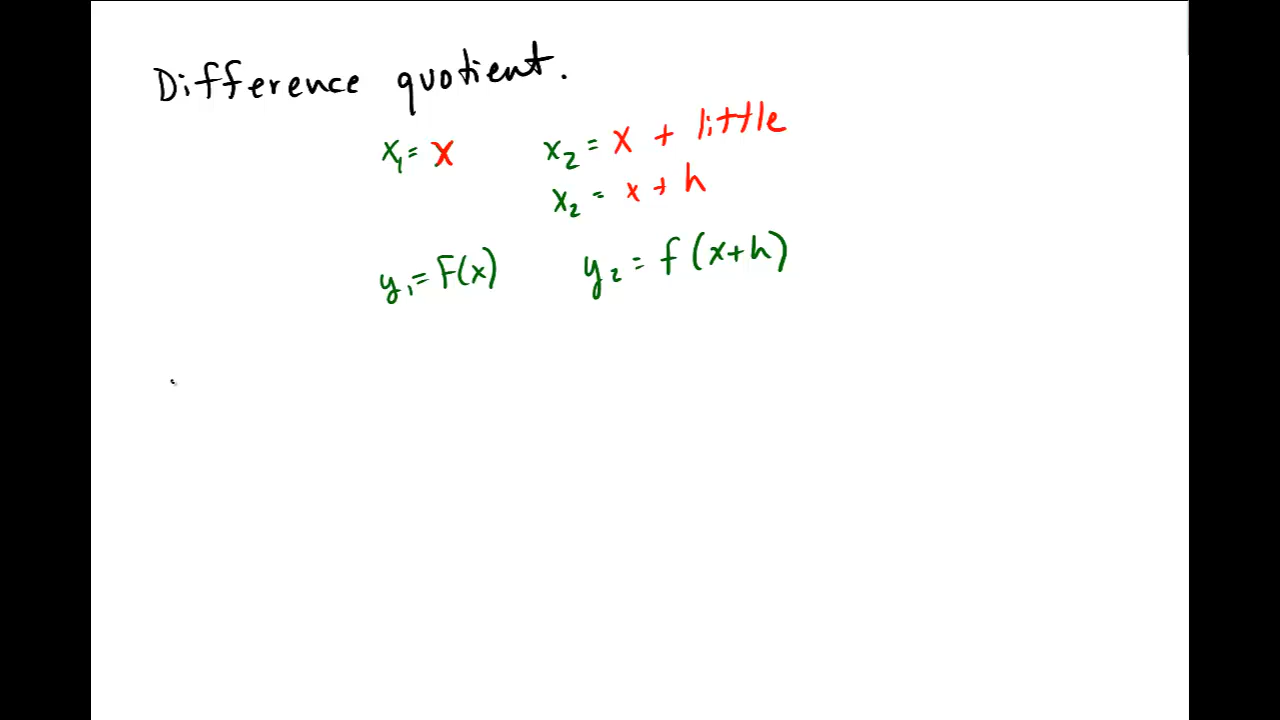 Difference quotient.
x₁ = x x₂ = x + little
x₂ = x + h
y₁ = F(x) y₂ = f(x+h)